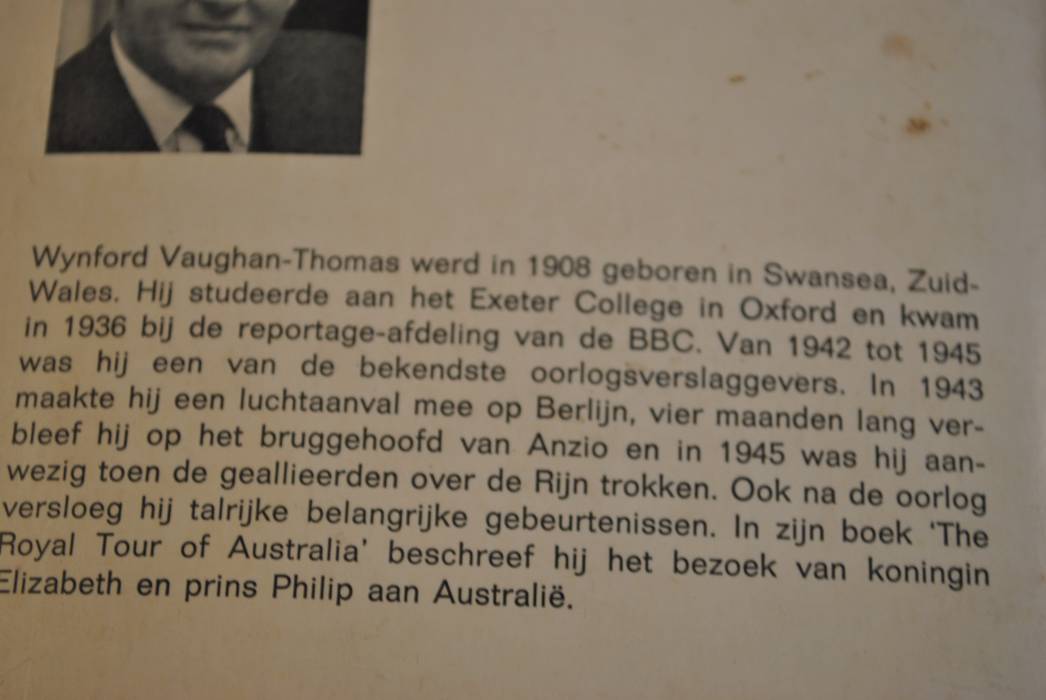 Wynford Vaughan-Thomas werd in 1908 geboren in Swansea, Zuid-
Wales. Hij studeerde aan het Exeter College in Oxford en kwam
in 1936 bij de reportage-afdeling van de BBC. Van 1942 tot 1945
was hij een van de bekendste oorlogsverslaggevers. In 1943
maakte hij een luchtaanval mee op Berlijn, vier maanden lang ver-
bleef hij op het bruggehoofd van Anzio en in 1945 was hij aan-
wezig toen de geallieerden over de Rijn trokken. Ook na de oorlog
versloeg hij talrijke belangrijke gebeurtenissen. In zijn boek 'The
Royal Tour of Australia' beschreef hij het bezoek van koningin
Elizabeth en prins Philip aan Australië.